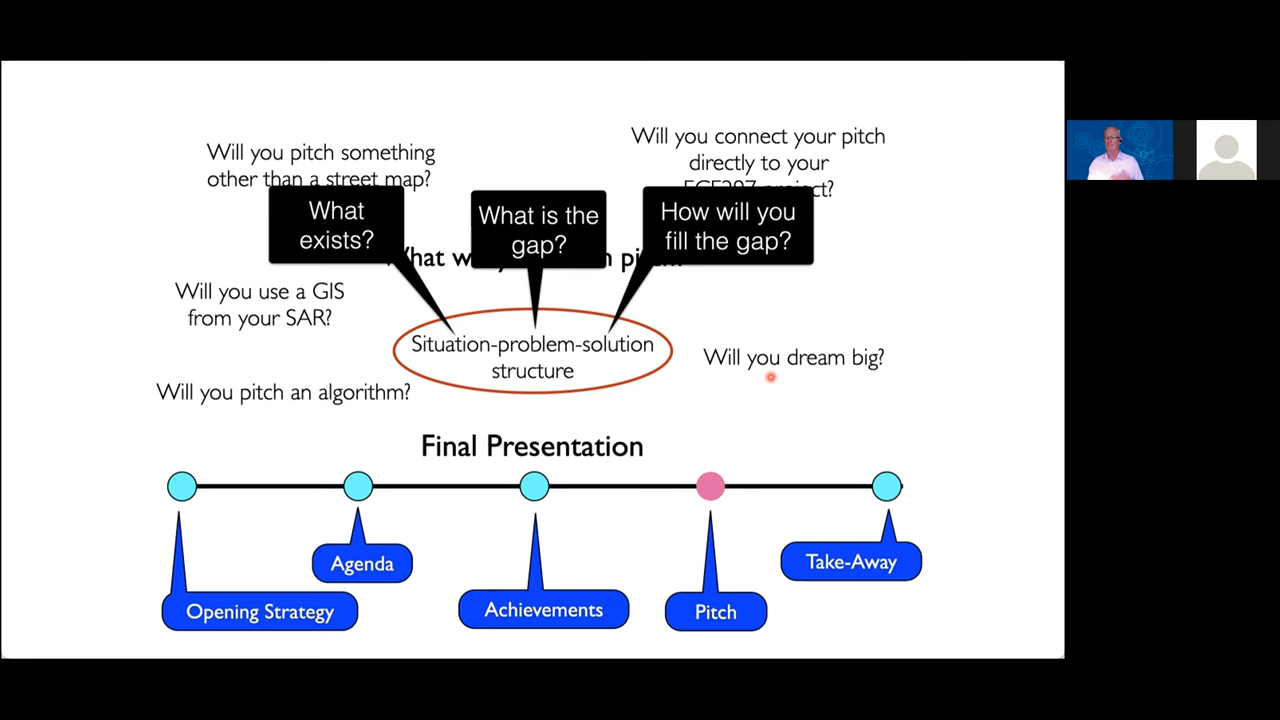 Will you pitch something
other than a street map?
Will you connect your pitch
directly to your
What
exists?
What is the
gap?
How will you
fill the gap?
Will you use a GIS
from your SAR?
Situation-problem-solution
structure
Will you dream big?
Will you pitch an algorithm?
Final Presentation
Agenda
Take-Away
Opening Strategy
Achievements
Pitch